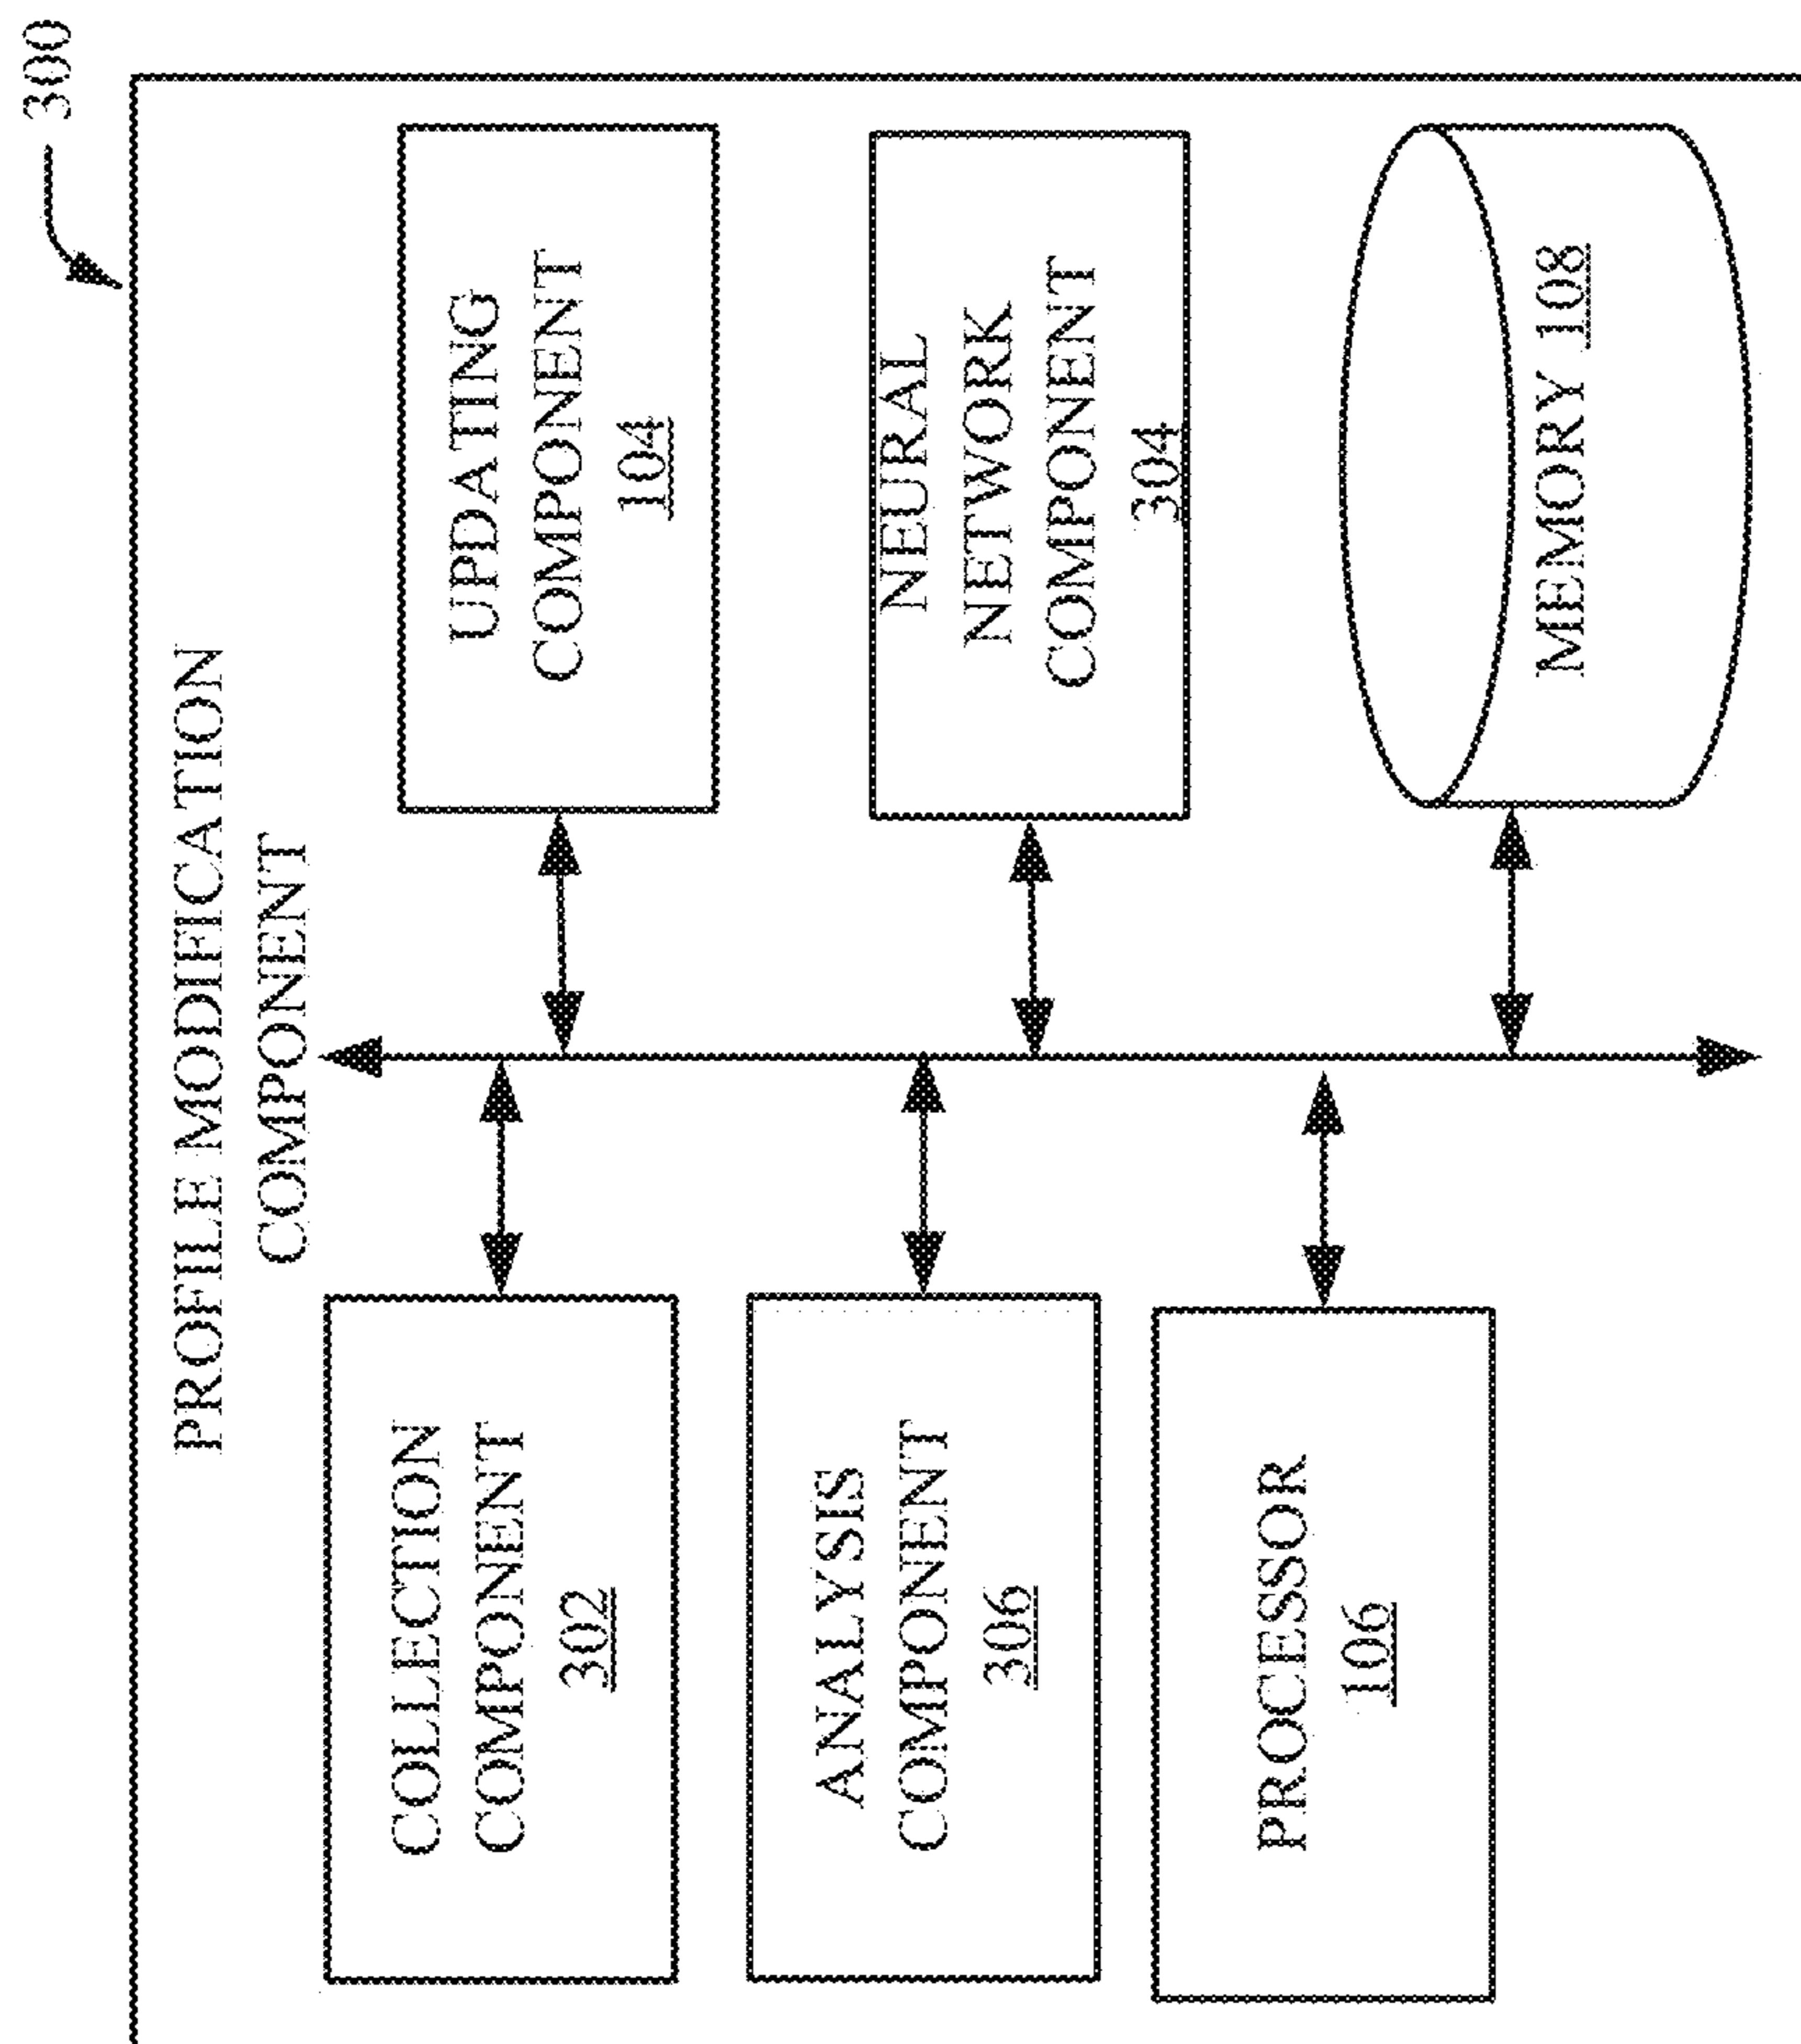 300
PROFILE MODIFICATION
COMPONENT
COLLECTION
COMPONENT
302
UPDATING
COMPONENT
104
ANALYSIS
COMPONENT
306
NEURAL
NETWORK
COMPONENT
304
PROCESSOR
106
MEMORY 108